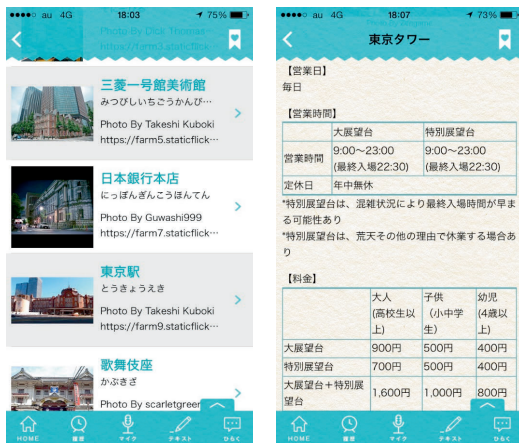 au 4G 18:03 75%
Photo By Dick Thomas
https://farm3.staticflick
三菱一号館美術館
みつびしいちごうかんび…
Photo By Takeshi Kuboki
https://farm5.staticflick…
日本銀行本店
にっぽんぎんこうほんてん
Photo By Guwashi999
https://farm7.staticflick…
東京駅
とうきょうえき
Photo By Takeshi Kuboki
https://farm9.staticflick…
歌舞伎座
かぶきざ
Photo By scarletgreen
HOME 履歴 マイク テキスト ひらく
au 4G 18:07 73%
東京タワー
【営業日】
毎日
【営業時間】
大展望台 特別展望台
営業時間 9:00〜23:00 9:00〜23:00
(最終入場22:30) (最終入場22:30)
定休日 年中無休
*特別展望台は、混雑状況により最終入場時間が早ま
る可能性あり
*特別展望台は、荒天その他の理由で休業する場合あ
り
【料金】
大人 子供 幼児
(高校生以 (小中学 (4歳以
上) 生) 上)
大展望台 900円 500円 400円
特別展望台 700円 500円 400円
大展望台+特別展
望台 1,600円 1,000円 800円
HOME 履歴 マイク テキスト ひらく